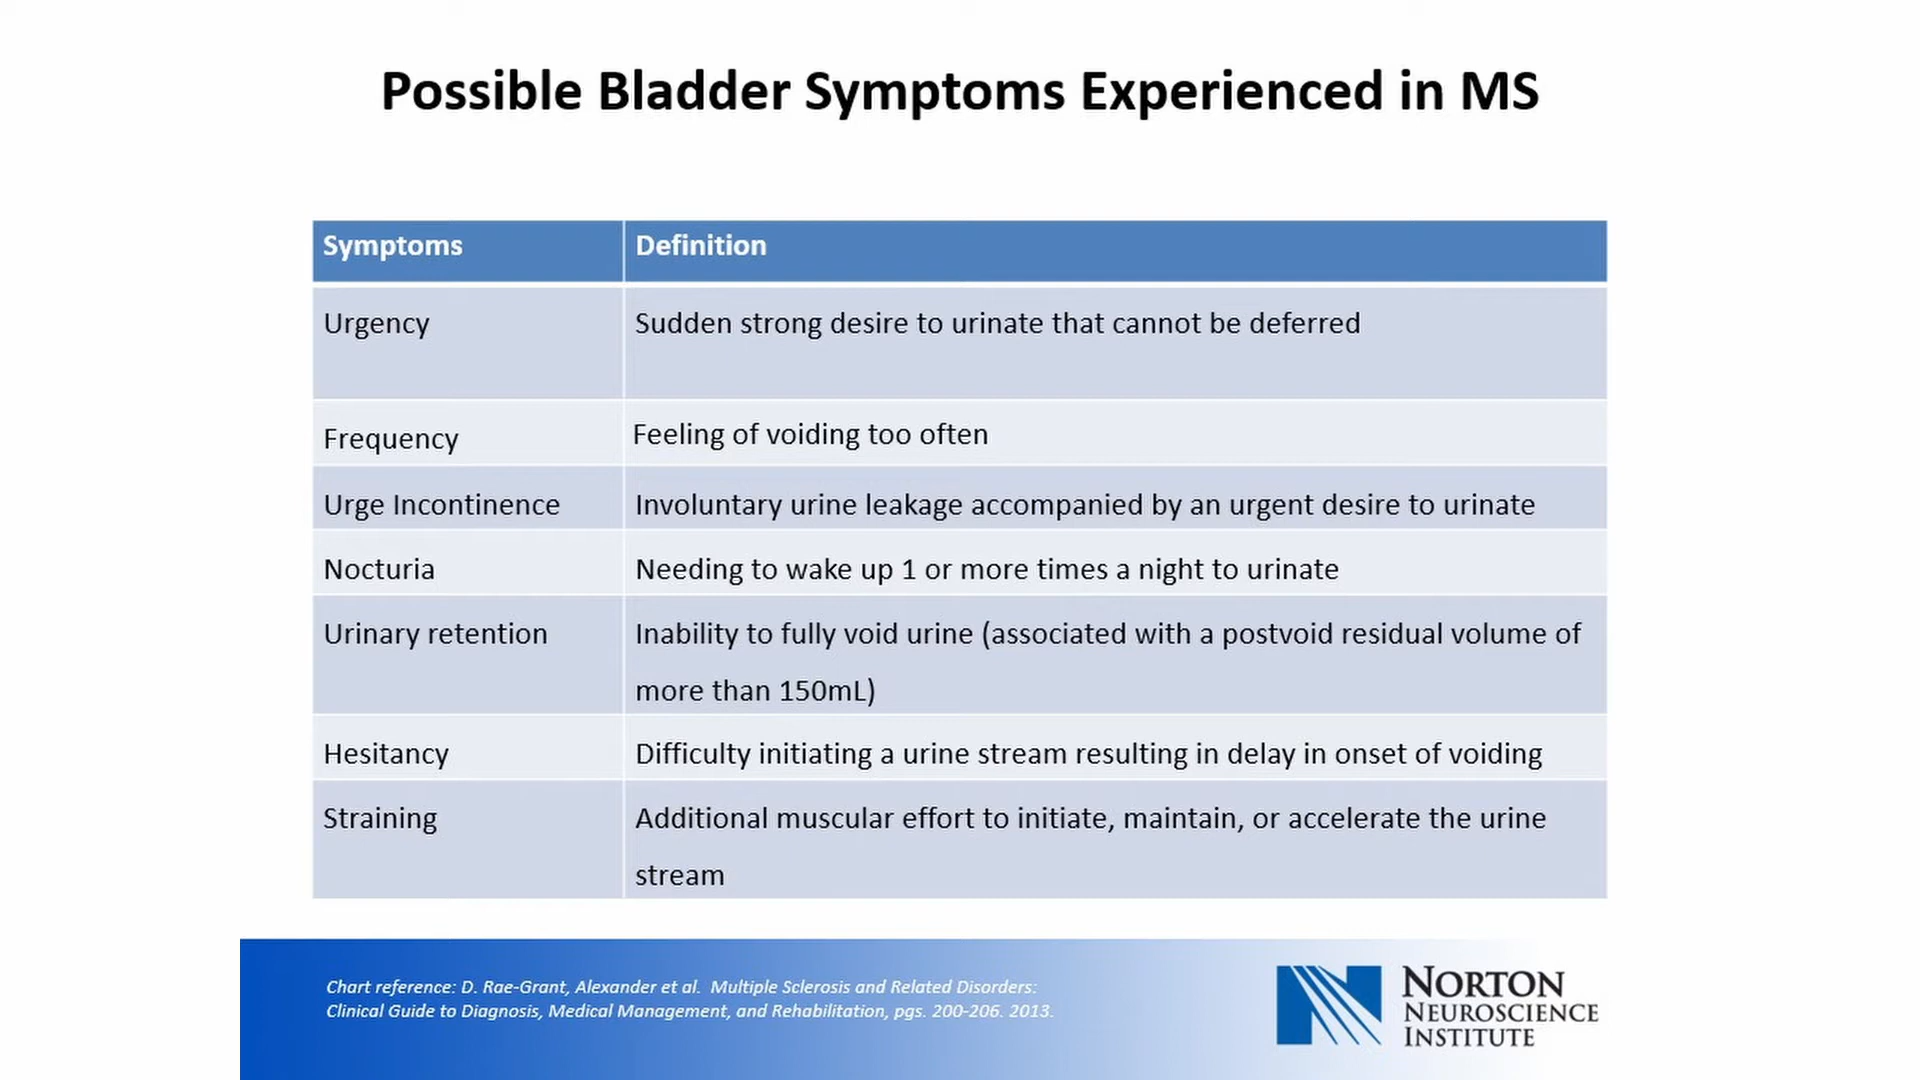 Possible Bladder Symptoms Experienced in MS
Symptoms Definition
Urgency Sudden strong desire to urinate that cannot be deferred
Frequency Feeling of voiding too often
Urge Incontinence Involuntary urine leakage accompanied by an urgent desire to urinate
Nocturia Needing to wake up 1 or more times a night to urinate
Urinary retention Inability to fully void urine (associated with a postvoid residual volume of
more than 150mL)
Hesitancy Difficulty initiating a urine stream resulting in delay in onset of voiding
Straining Additional muscular effort to initiate, maintain, or accelerate the urine
stream
Chart reference: D. Rae-Grant, Alexander et al. Multiple Sclerosis and Related Disorders:
Clinical Guide to Diagnosis, Medical Management, and Rehabilitation, pgs. 200-206. 2013.
NORTON
NEUROSCIENCE
INSTITUTE